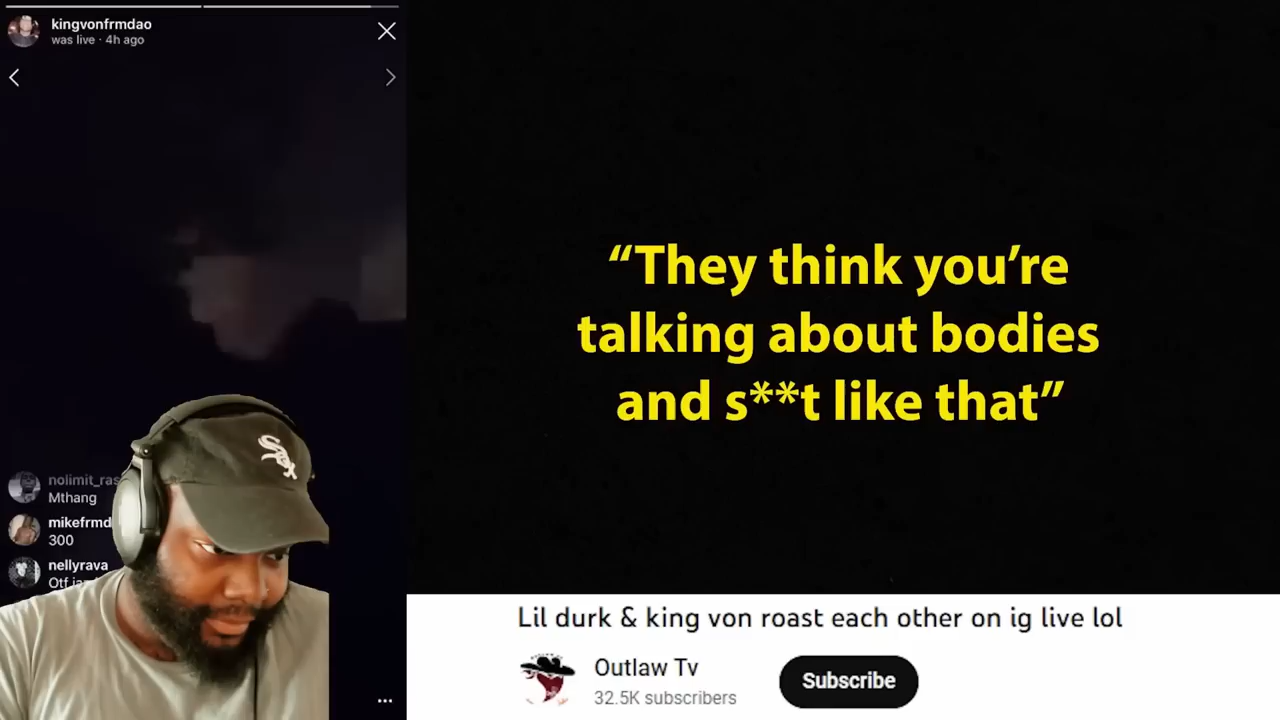 kingvonfrmdao
was live · 4h ago
“They think you’re
talking about bodies
and s**t like that”
nolimit_ras
Mthang
mikefrmd
300
nellyrava
Otf
Lil durk & king von roast each other on ig live lol
Outlaw Tv
32.5K subscribers
Subscribe